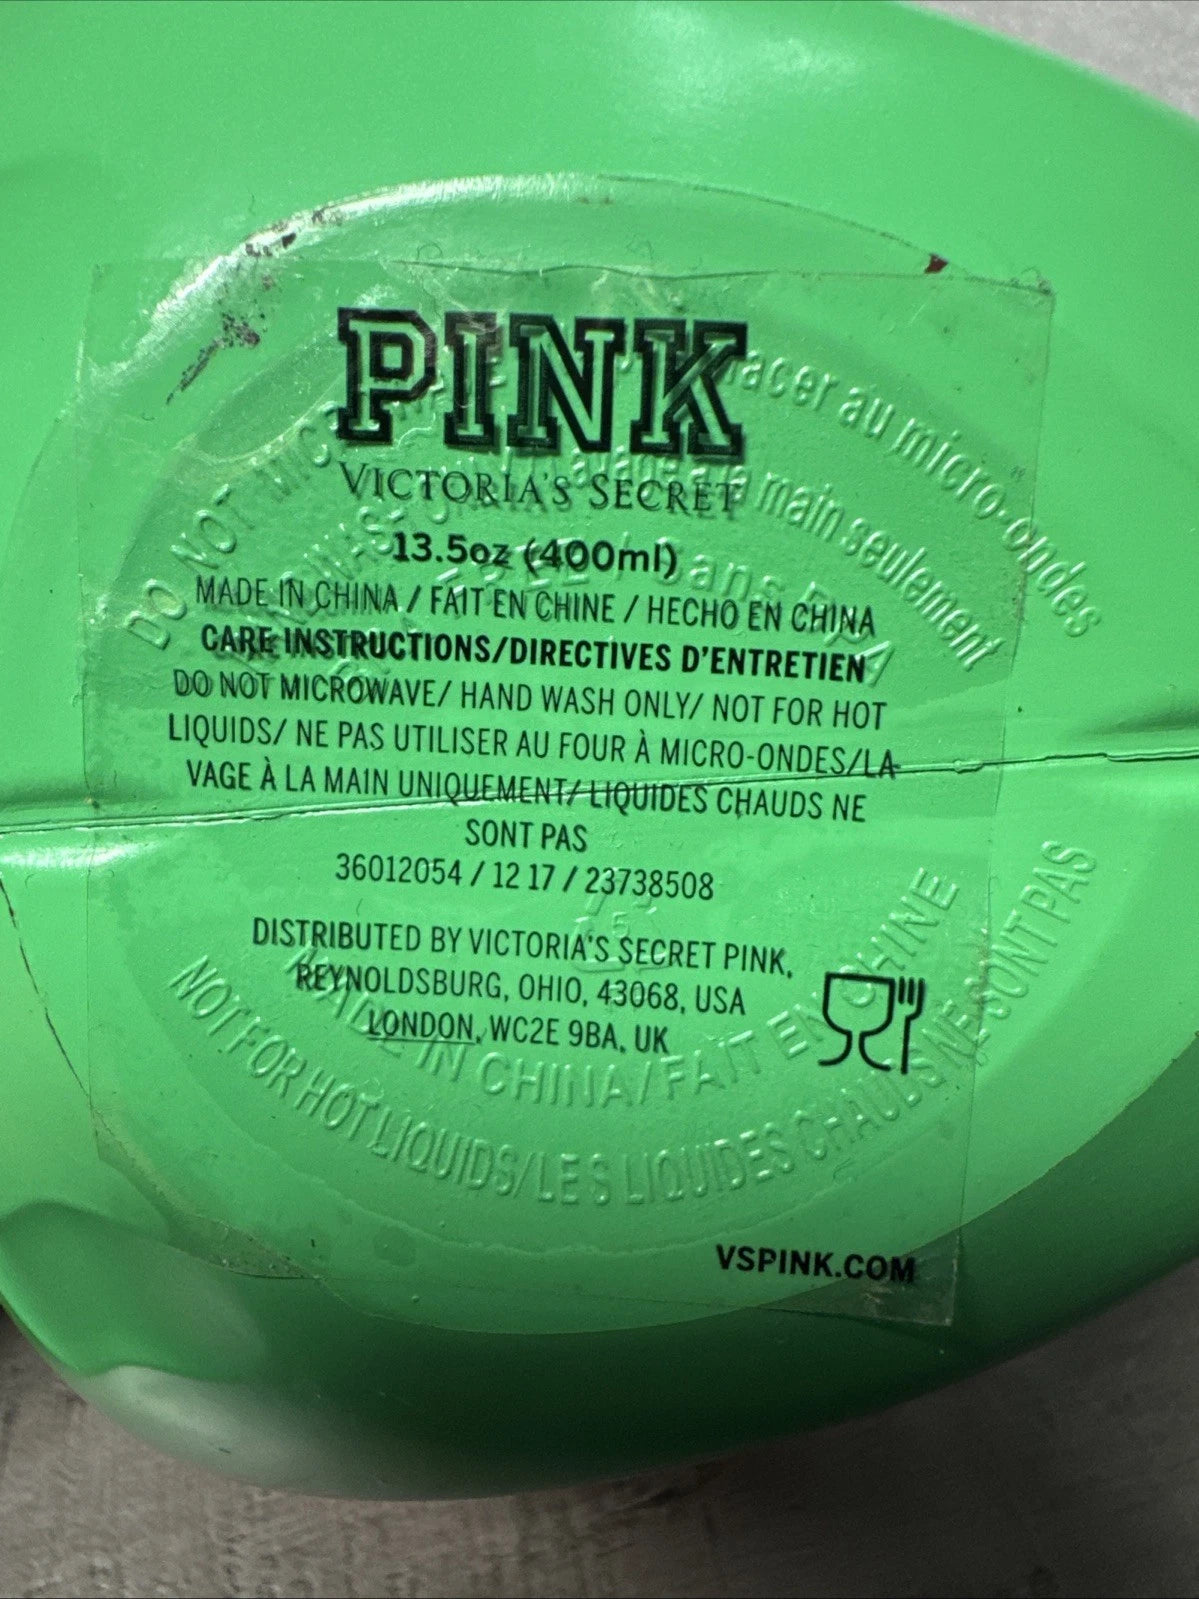 PINK
VICTORIA'S SECRET
13.5oz (400ml)
MADE IN CHINA / FAIT EN CHINE / HECHO EN CHINA
CARE INSTRUCTIONS/DIRECTIVES D'ENTRETIEN
DO NOT MICROWAVE/ HAND WASH ONLY/ NOT FOR HOT
LIQUIDS/ NE PAS UTILISER AU FOUR À MICRO-ONDES/LA-
VAGE À LA MAIN UNIQUEMENT/ LIQUIDES CHAUDS NE
SONT PAS
36012054 / 12 17 / 23738508
DISTRIBUTED BY VICTORIA'S SECRET PINK,
REYNOLDSBURG, OHIO, 43068, USA
LONDON, WC2E 9BA, UK
VSPINK.COM
DO NOT au micro-ondes
main seulement
Sans
MADE IN CHINA/FAIT EN CHINE
NOT FOR HOT LIQUIDS/LES LIQUIDES CHAUDS NE SONT PAS